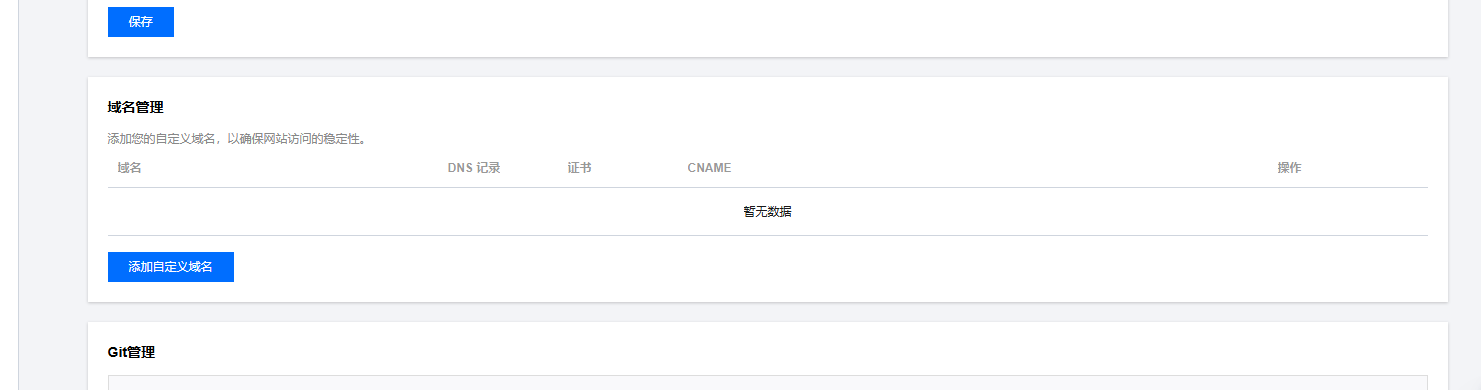 保存
域名管理
添加您的自定义域名，以确保网站访问的稳定性。
域名 DNS 记录 证书 CNAME 操作
暂无数据
添加自定义域名
Git管理